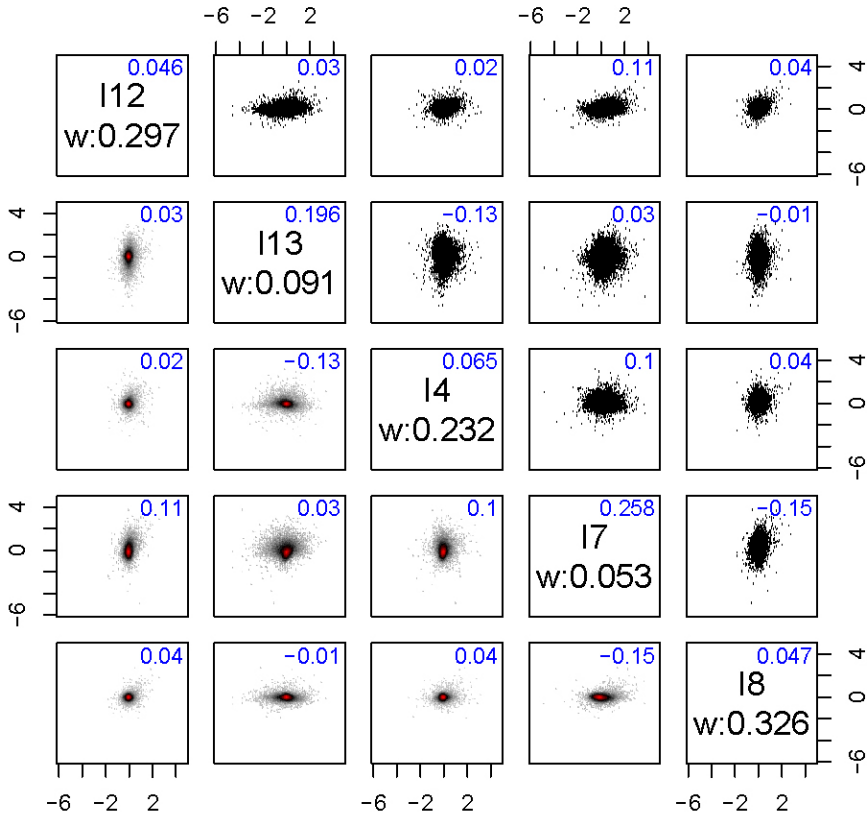 −6 −2 2 −6 −2 2
0.046 0.03 0.02 0.11 0.04
I12
w:0.297
−6 0 4
0.03 0.196 −0.13 0.03 −0.01
I13
w:0.091
−6 0 4
0.02 −0.13 0.065 0.1 0.04
I4
w:0.232
−6 0 4
0.11 0.03 0.1 0.258 −0.15
I7
w:0.053
−6 0 4
0.04 −0.01 0.04 −0.15 0.047
I8
w:0.326
−6 0 4
−6 −2 2 −6 −2 2 −6 −2 2